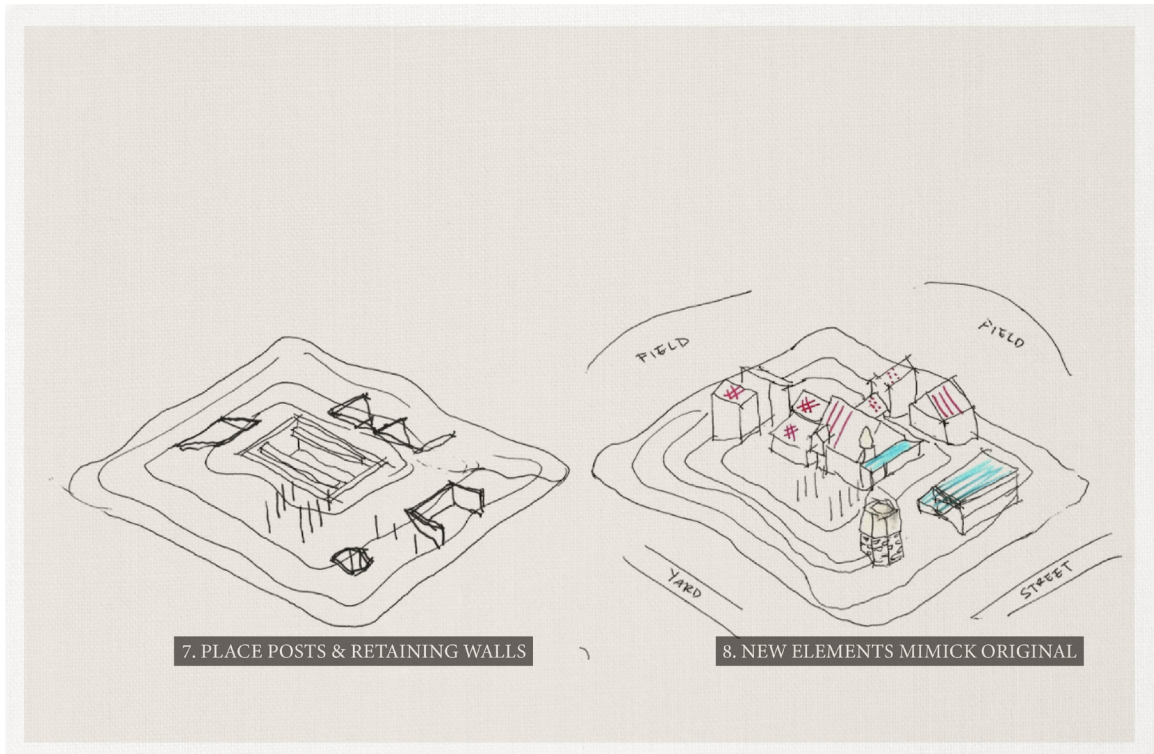 FIELD
FIELD
YARD
STREET
7. PLACE POSTS & RETAINING WALLS
8. NEW ELEMENTS MIMICK ORIGINAL